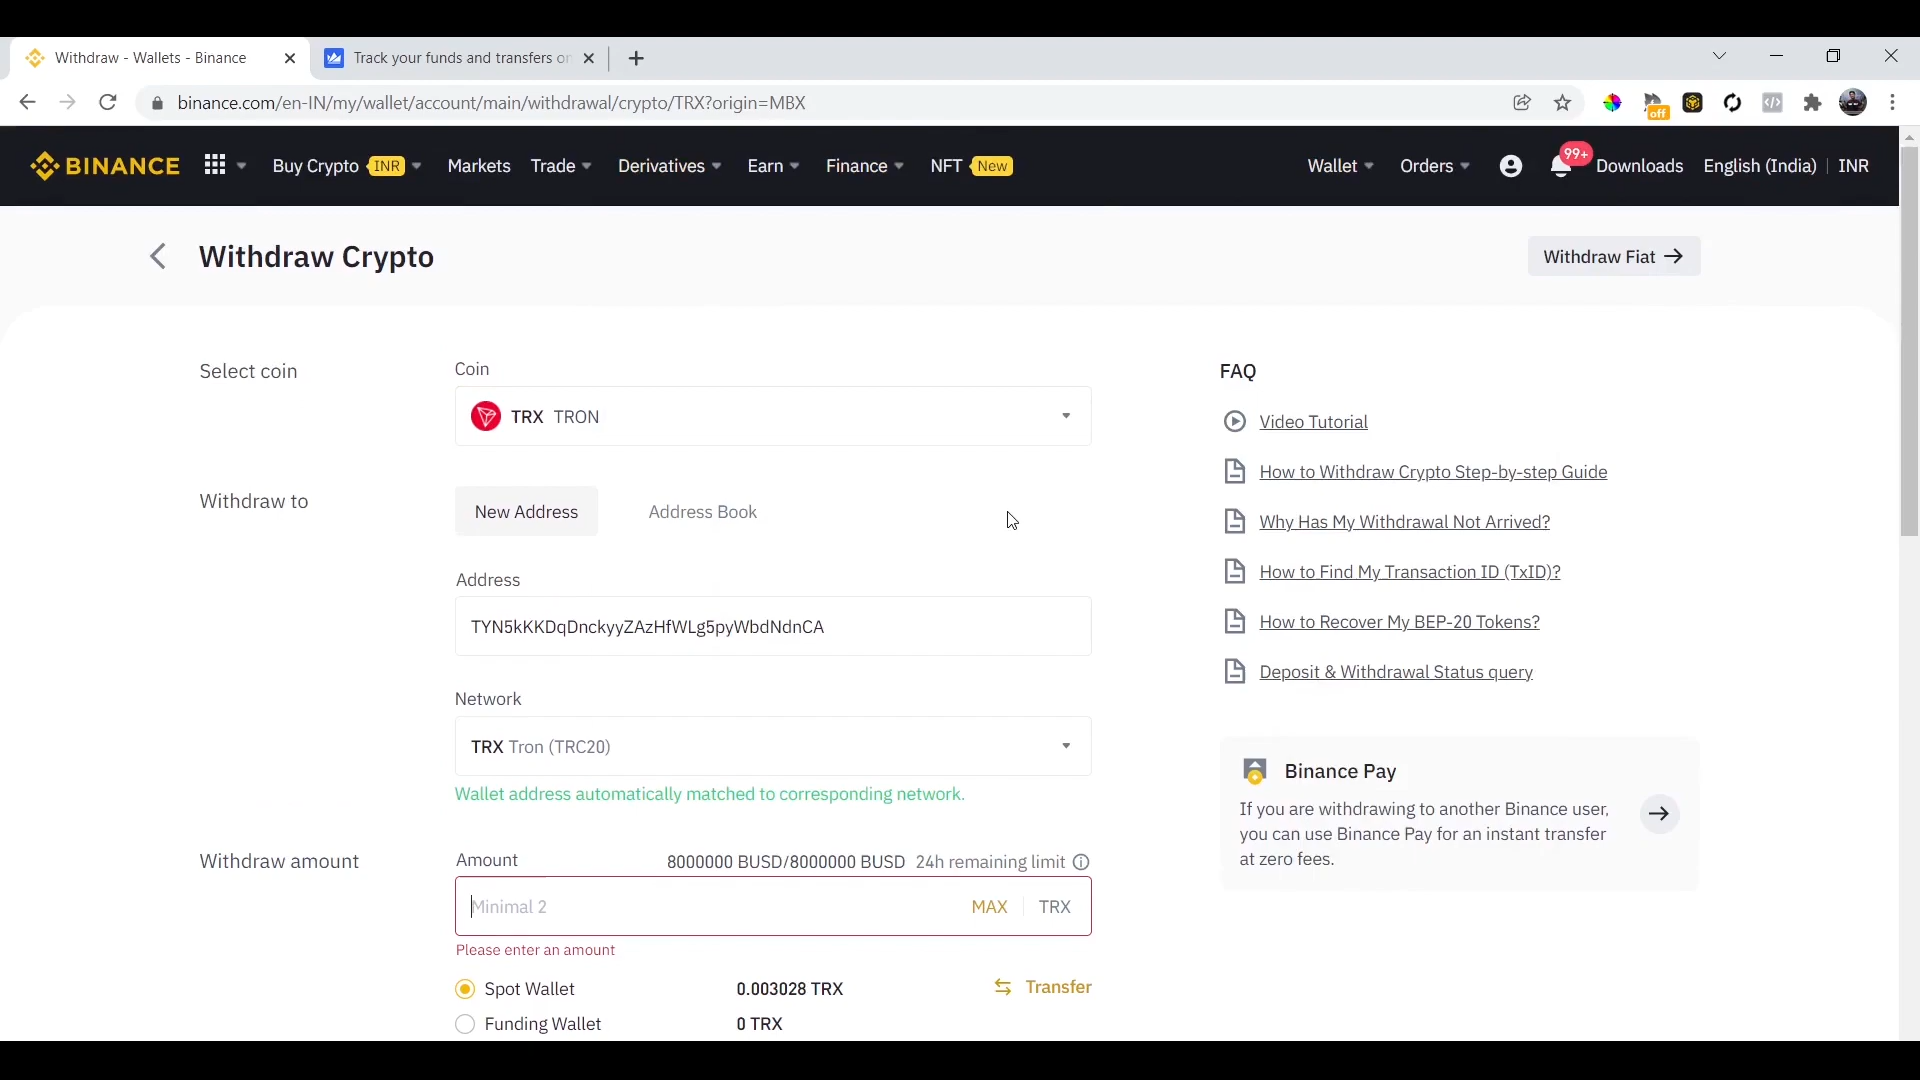 Withdraw - Wallets - Binance
Track your funds and transfers on
binance.com/en-IN/my/wallet/account/main/withdrawal/crypto/TRX?origin=MBX
off
BINANCE
Buy Crypto INR
Markets
Trade
Derivatives
Earn
Finance
NFT New
Wallet
Orders
99+
Downloads
English (India)
INR
Withdraw Crypto
Withdraw Fiat
Select coin
Coin
TRX TRON
Withdraw to
New Address
Address Book
Address
TYN5kKKDqDnckyyZAzHfWLg5pyWbdNdnCA
Network
TRX Tron (TRC20)
Wallet address automatically matched to corresponding network.
Withdraw amount
Amount
8000000 BUSD/8000000 BUSD 24h remaining limit
Minimal 2
MAX
TRX
Please enter an amount
Spot Wallet
0.003028 TRX
Transfer
Funding Wallet
0 TRX
FAQ
Video Tutorial
How to Withdraw Crypto Step-by-step Guide
Why Has My Withdrawal Not Arrived?
How to Find My Transaction ID (TxID)?
How to Recover My BEP-20 Tokens?
Deposit & Withdrawal Status query
Binance Pay
If you are withdrawing to another Binance user,
you can use Binance Pay for an instant transfer
at zero fees.